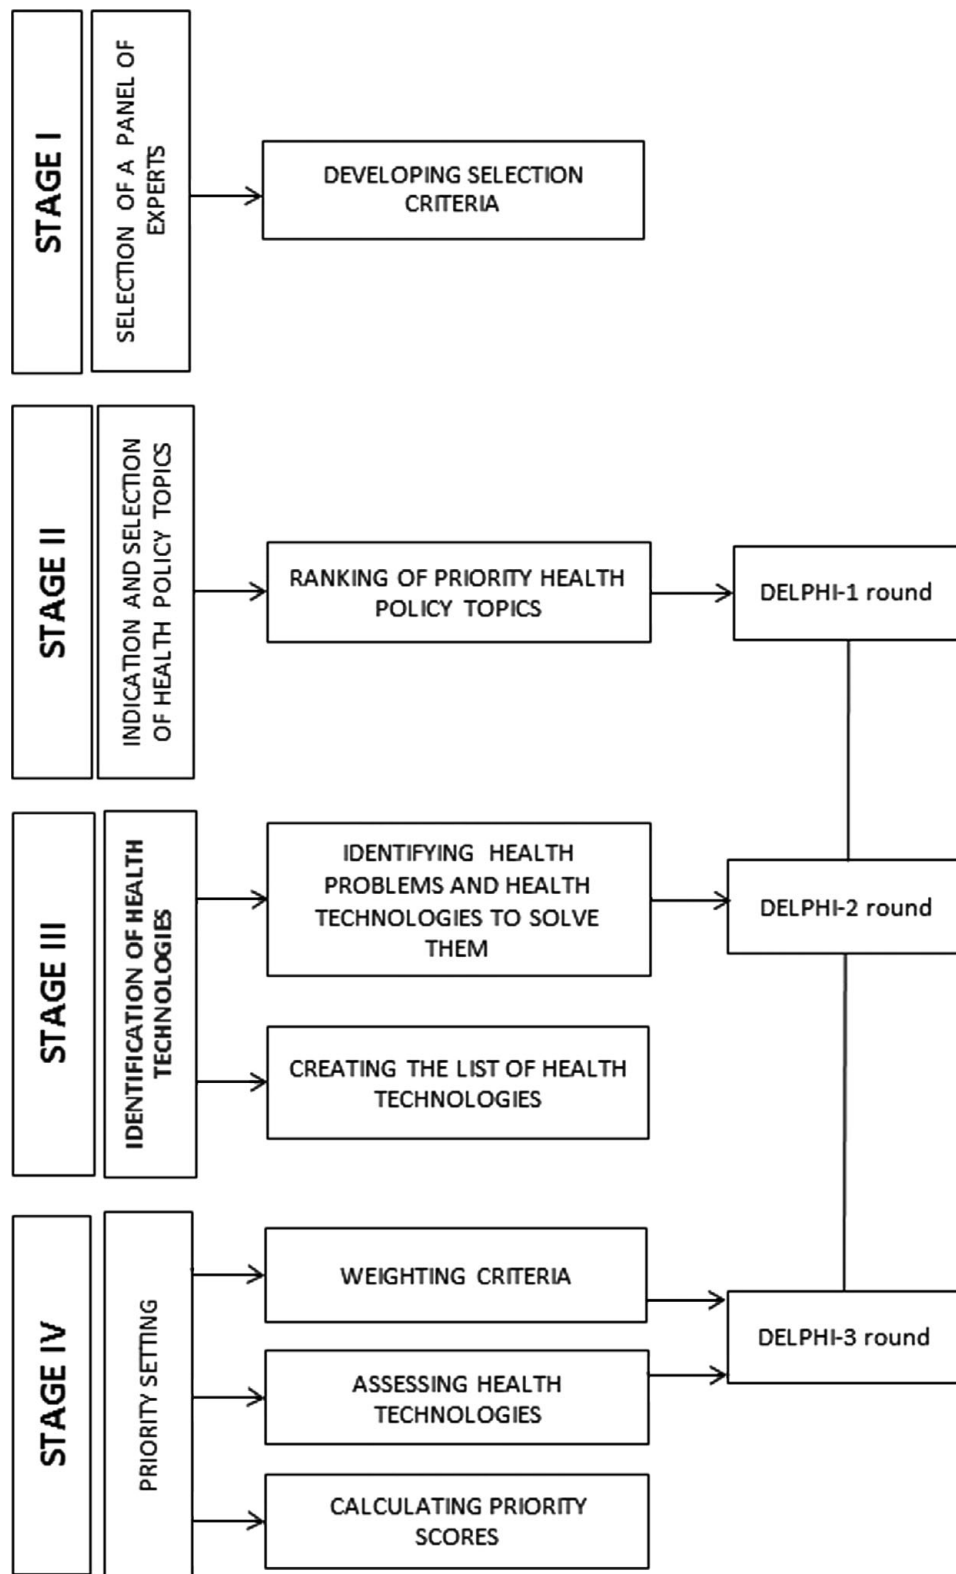 STAGE I
SELECTION OF A PANEL OF
EXPERTS
DEVELOPING SELECTION
CRITERIA
STAGE II
INDICATION AND SELECTION
OF HEALTH POLICY TOPICS
RANKING OF PRIORITY HEALTH
POLICY TOPICS
DELPHI-1 round
STAGE III
IDENTIFICATION OF HEALTH
TECHNOLOGIES
IDENTIFYING HEALTH
PROBLEMS AND HEALTH
TECHNOLOGIES TO SOLVE
THEM
DELPHI-2 round
CREATING THE LIST OF HEALTH
TECHNOLOGIES
STAGE IV
PRIORITY SETTING
WEIGHTING CRITERIA
DELPHI-3 round
ASSESSING HEALTH
TECHNOLOGIES
CALCULATING PRIORITY
SCORES